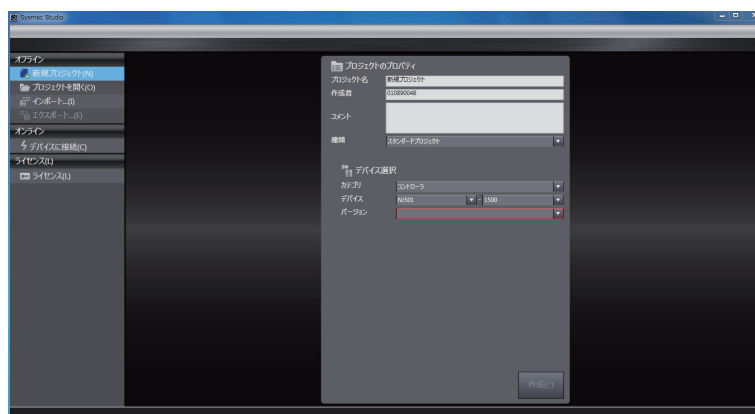 Sysmac Studio
オフライン
新規プロジェクト(N)
プロジェクトを開く(O)
インポート...(I)
エクスポート...(E)
オンライン
デバイスに接続(C)
ライセンス(L)
ライセンス(L)
プロジェクトのプロパティ
プロジェクト名 新規プロジェクト
作成者 010890048
コメント
種類 スタンダードプロジェクト
デバイス選択
カテゴリ コントローラ
デバイス NJ501 - 1500
バージョン
作成(C)